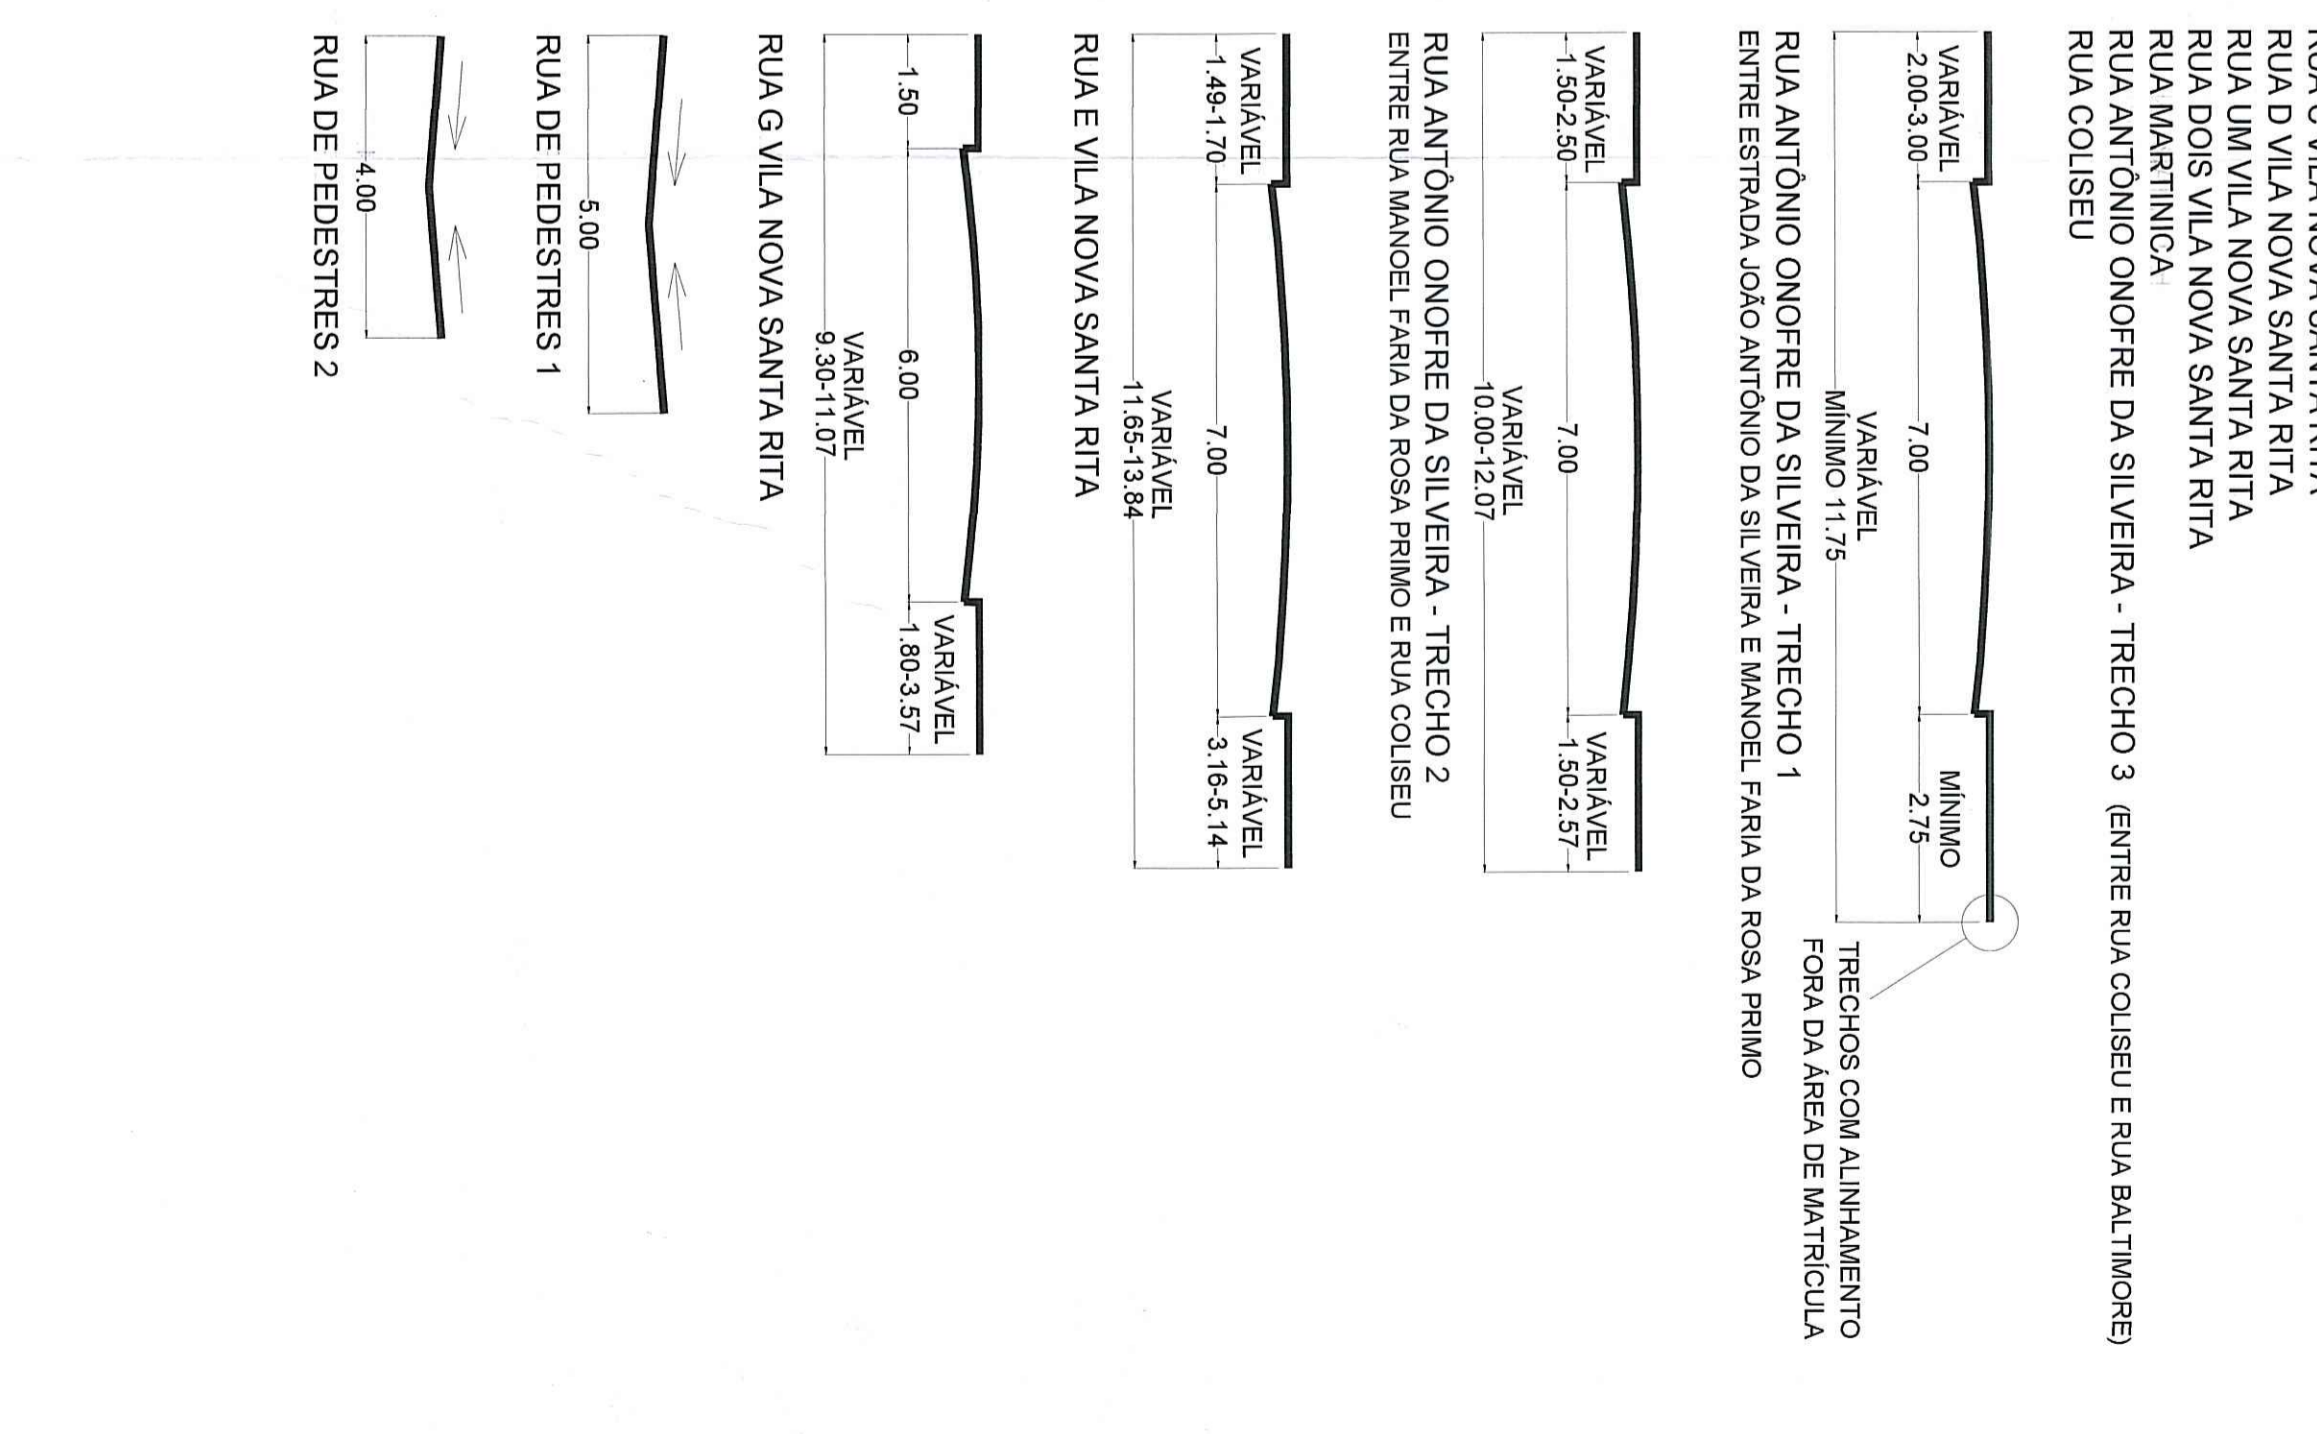 RUA C VILA NOVA SANTA RITA
RUA D VILA NOVA SANTA RITA
RUA UM VILA NOVA SANTA RITA
RUA DOIS VILA NOVA SANTA RITA
RUA MARTINICA
RUA ANTÔNIO ONOFRE DA SILVEIRA - TRECHO 3 (ENTRE RUA COLISEU E RUA BALTIMORE)
RUA COLISEU
VARIÁVEL
2.00-3.00
7.00
MÍNIMO
2.75
VARIÁVEL
MÍNIMO 11.75
TRECHOS COM ALINHAMENTO
FORA DA ÁREA DE MATRÍCULA
RUA ANTÔNIO ONOFRE DA SILVEIRA - TRECHO 1
ENTRE ESTRADA JOÃO ANTÔNIO DA SILVEIRA E MANOEL FARIA DA ROSA PRIMO
VARIÁVEL
1.50-2.50
7.00
VARIÁVEL
1.50-2.57
VARIÁVEL
10.00-12.07
RUA ANTÔNIO ONOFRE DA SILVEIRA - TRECHO 2
ENTRE RUA MANOEL FARIA DA ROSA PRIMO E RUA COLISEU
VARIÁVEL
1.49-1.70
7.00
VARIÁVEL
3.16-5.14
VARIÁVEL
11.65-13.84
RUA E VILA NOVA SANTA RITA
1.50
6.00
VARIÁVEL
1.80-3.57
VARIÁVEL
9.30-11.07
RUA G VILA NOVA SANTA RITA
5.00
RUA DE PEDESTRES 1
4.00
RUA DE PEDESTRES 2